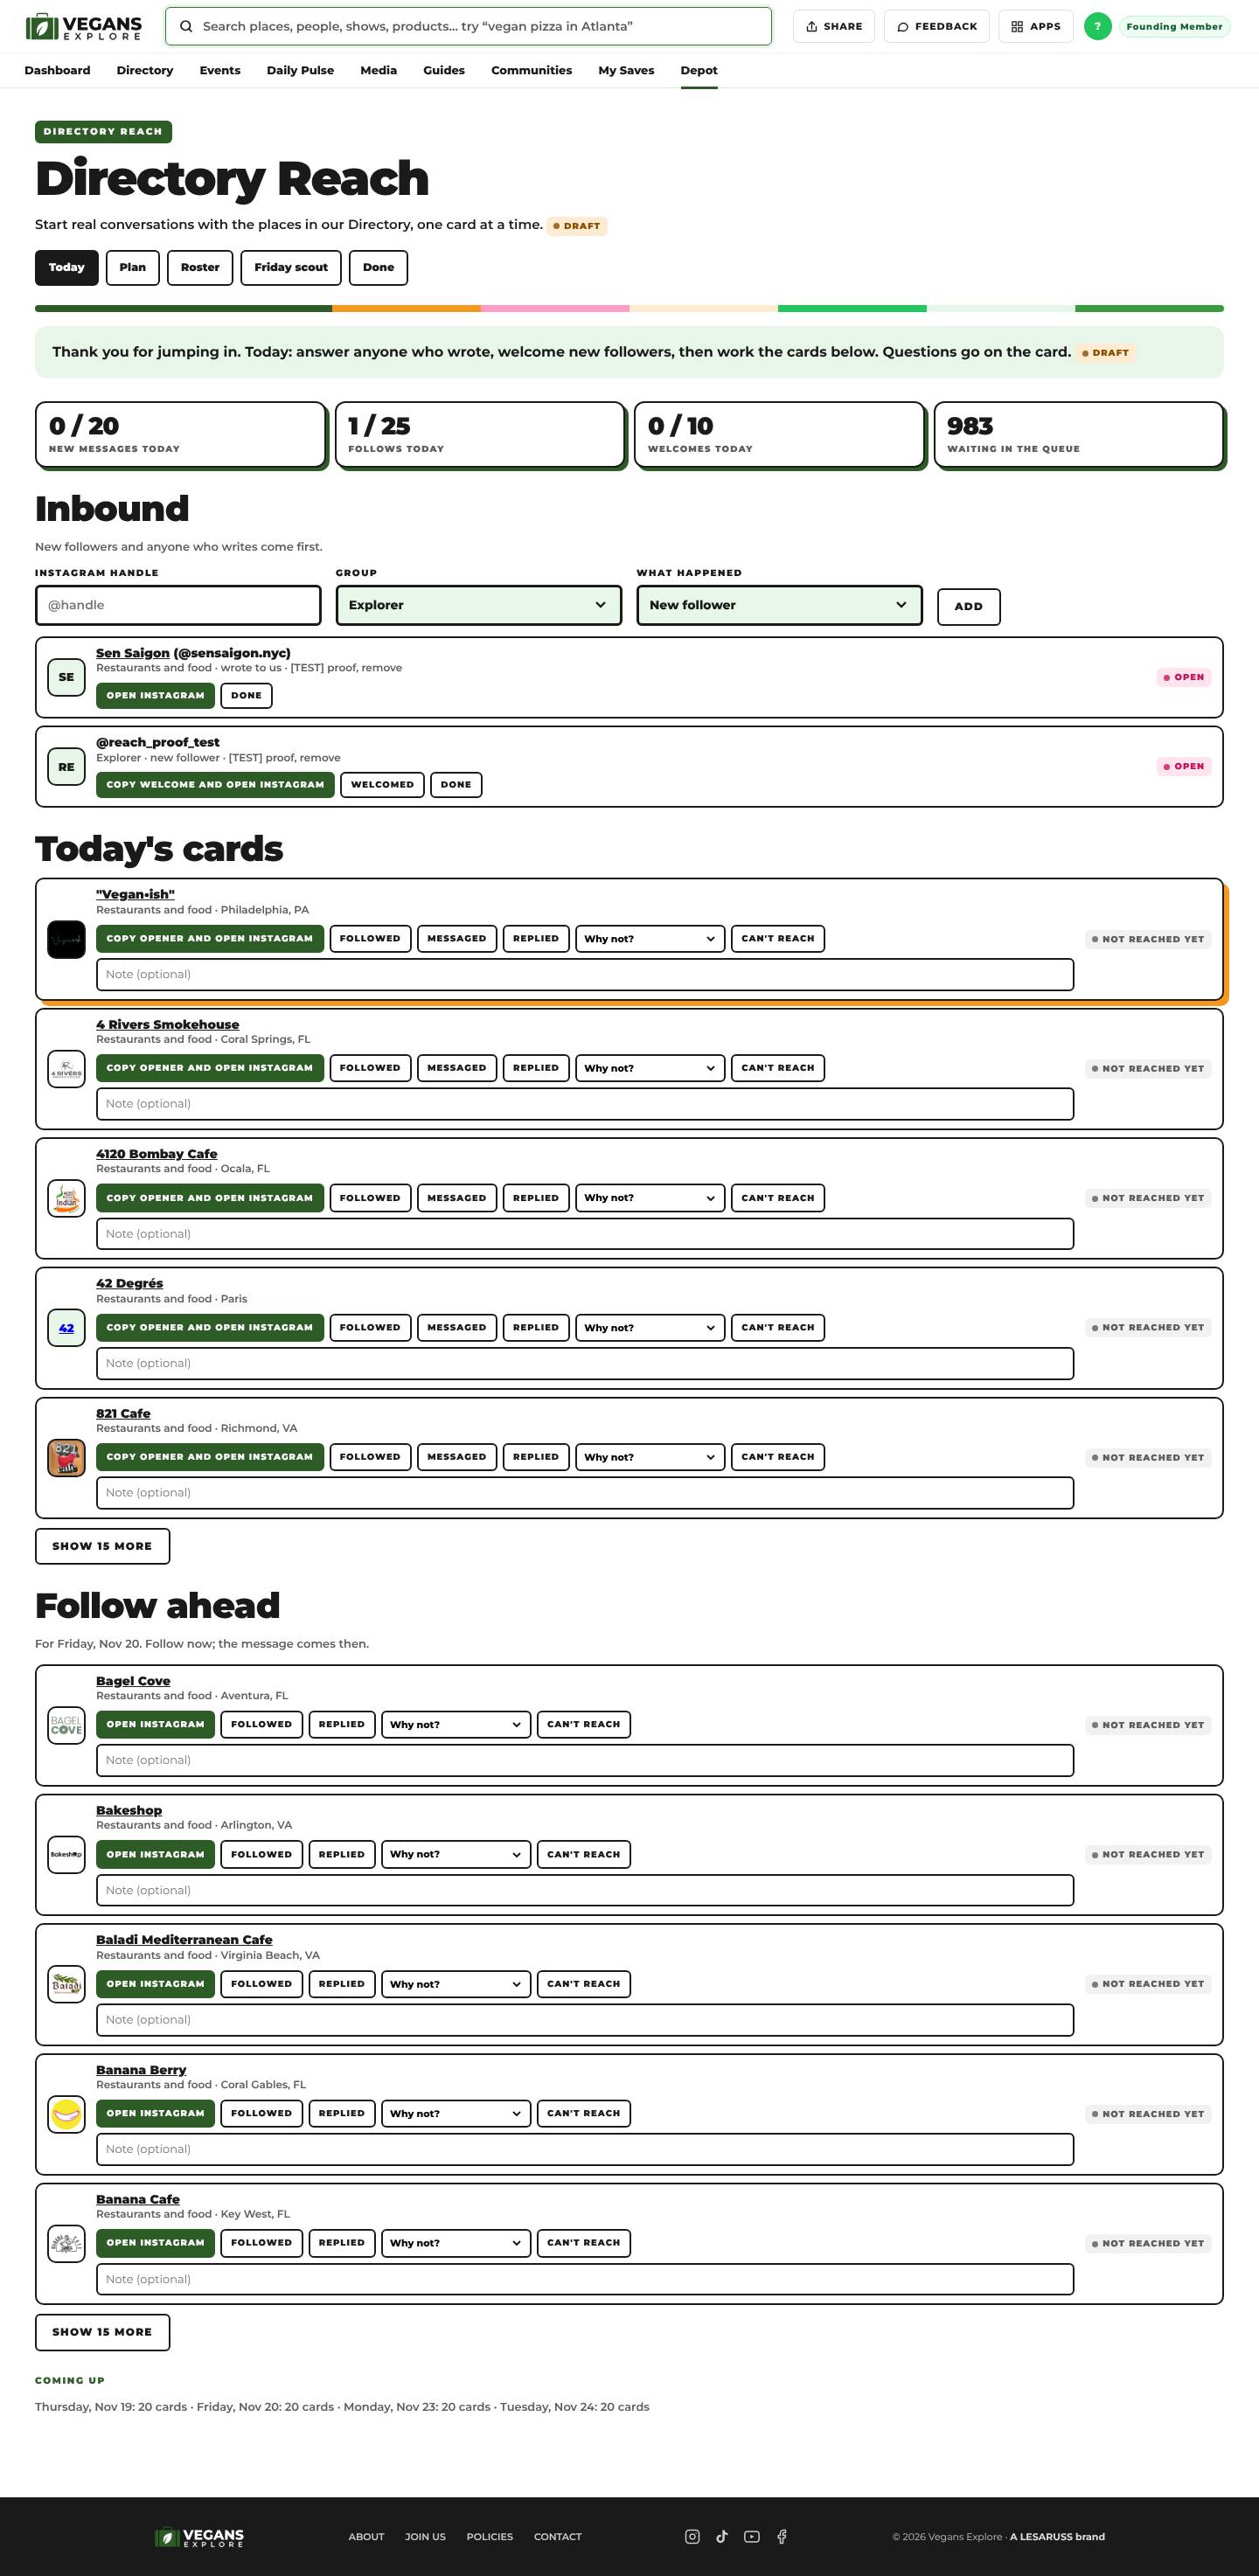 VEGANS
EXPLORE
Search places, people, shows, products... try “vegan pizza in Atlanta”
SHARE
FEEDBACK
APPS
?
Founding Member
Dashboard Directory Events Daily Pulse Media Guides Communities My Saves Depot
DIRECTORY REACH
Directory Reach
Start real conversations with the places in our Directory, one card at a time. DRAFT
Today Plan Roster Friday scout Done
Thank you for jumping in. Today: answer anyone who wrote, welcome new followers, then work the cards below. Questions go on the card. DRAFT
0 / 20
NEW MESSAGES TODAY
1 / 25
FOLLOWS TODAY
0 / 10
WELCOMES TODAY
983
WAITING IN THE QUEUE
Inbound
New followers and anyone who writes come first.
INSTAGRAM HANDLE
@handle
GROUP
Explorer
WHAT HAPPENED
New follower
ADD
SE
Sen Saigon (@sensaigon.nyc)
Restaurants and food · wrote to us · [TEST] proof, remove
OPEN INSTAGRAM DONE
OPEN
RE
@reach_proof_test
Explorer · new follower · [TEST] proof, remove
COPY WELCOME AND OPEN INSTAGRAM WELCOMED DONE
OPEN
Today's cards
"Vegan•ish"
Restaurants and food · Philadelphia, PA
COPY OPENER AND OPEN INSTAGRAM FOLLOWED MESSAGED REPLIED Why not? CAN'T REACH
Note (optional)
NOT REACHED YET
4 RIVERS
4 Rivers Smokehouse
Restaurants and food · Coral Springs, FL
COPY OPENER AND OPEN INSTAGRAM FOLLOWED MESSAGED REPLIED Why not? CAN'T REACH
Note (optional)
NOT REACHED YET
Indian
4120 Bombay Cafe
Restaurants and food · Ocala, FL
COPY OPENER AND OPEN INSTAGRAM FOLLOWED MESSAGED REPLIED Why not? CAN'T REACH
Note (optional)
NOT REACHED YET
42
42 Degrés
Restaurants and food · Paris
COPY OPENER AND OPEN INSTAGRAM FOLLOWED MESSAGED REPLIED Why not? CAN'T REACH
Note (optional)
NOT REACHED YET
821
cafe
821 Cafe
Restaurants and food · Richmond, VA
COPY OPENER AND OPEN INSTAGRAM FOLLOWED MESSAGED REPLIED Why not? CAN'T REACH
Note (optional)
NOT REACHED YET
SHOW 15 MORE
Follow ahead
For Friday, Nov 20. Follow now; the message comes then.
BAGEL
COVE
Bagel Cove
Restaurants and food · Aventura, FL
OPEN INSTAGRAM FOLLOWED REPLIED Why not? CAN'T REACH
Note (optional)
NOT REACHED YET
Bakeshop
Bakeshop
Restaurants and food · Arlington, VA
OPEN INSTAGRAM FOLLOWED REPLIED Why not? CAN'T REACH
Note (optional)
NOT REACHED YET
Baladi
Baladi Mediterranean Cafe
Restaurants and food · Virginia Beach, VA
OPEN INSTAGRAM FOLLOWED REPLIED Why not? CAN'T REACH
Note (optional)
NOT REACHED YET
Banana Berry
Restaurants and food · Coral Gables, FL
OPEN INSTAGRAM FOLLOWED REPLIED Why not? CAN'T REACH
Note (optional)
NOT REACHED YET
Banana Cafe
Restaurants and food · Key West, FL
OPEN INSTAGRAM FOLLOWED REPLIED Why not? CAN'T REACH
Note (optional)
NOT REACHED YET
SHOW 15 MORE
COMING UP
Thursday, Nov 19: 20 cards · Friday, Nov 20: 20 cards · Monday, Nov 23: 20 cards · Tuesday, Nov 24: 20 cards
VEGANS
EXPLORE
ABOUT JOIN US POLICIES CONTACT
© 2026 Vegans Explore · A LESARUSS brand